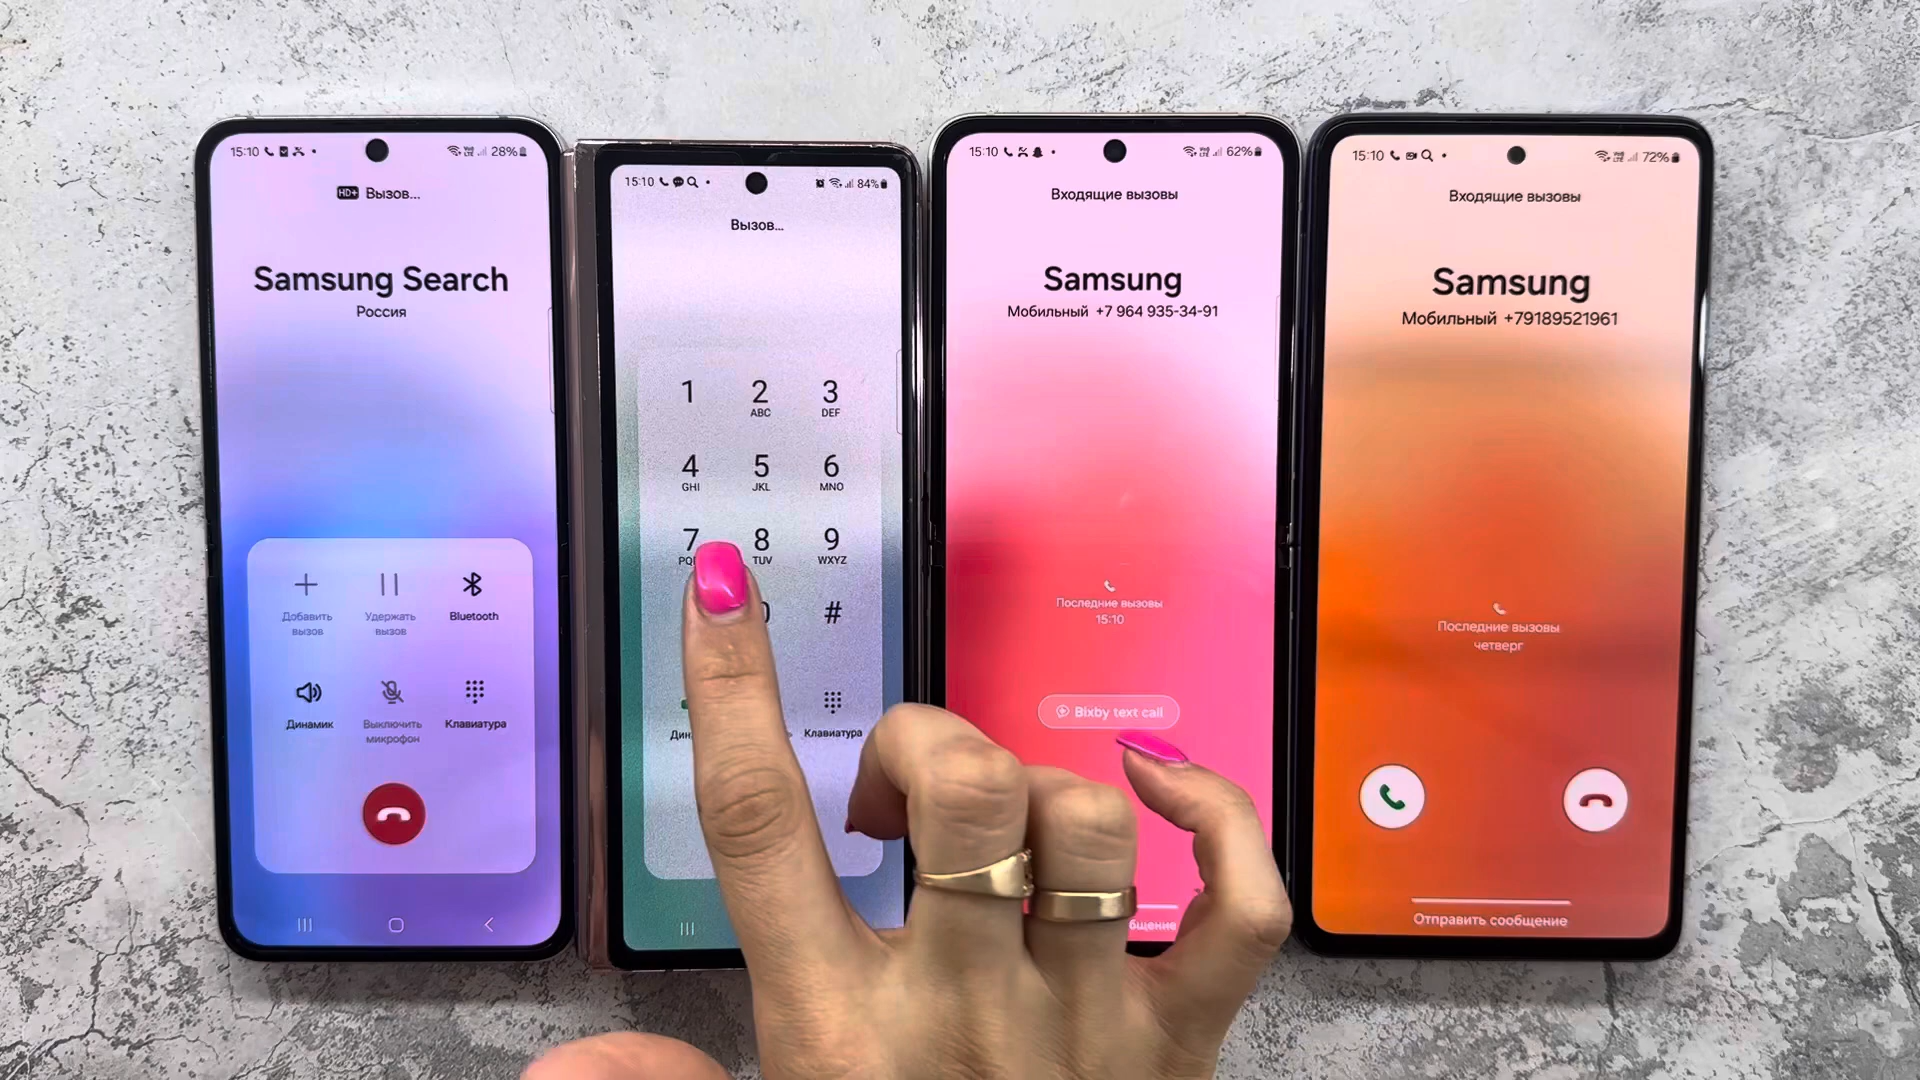 15:10
28%
HD+ Вызов...
Samsung Search
Россия
Добавить
вызов
Удержать
вызов
Bluetooth
Динамик
Выключить
микрофон
Клавиатура
15:10
84%
Вызов...
1
2
ABC
3
DEF
4
GHI
5
JKL
6
MNO
7
8
TUV
9
WXYZ
#
Клавиатура
15:10
62%
Входящие вызовы
Samsung
Мобильный +7 964 935-34-91
Последние вызовы
15:10
Bixby text call
15:10
72%
Входящие вызовы
Samsung
Мобильный +79189521961
Последние вызовы
четверг
Отправить сообщение